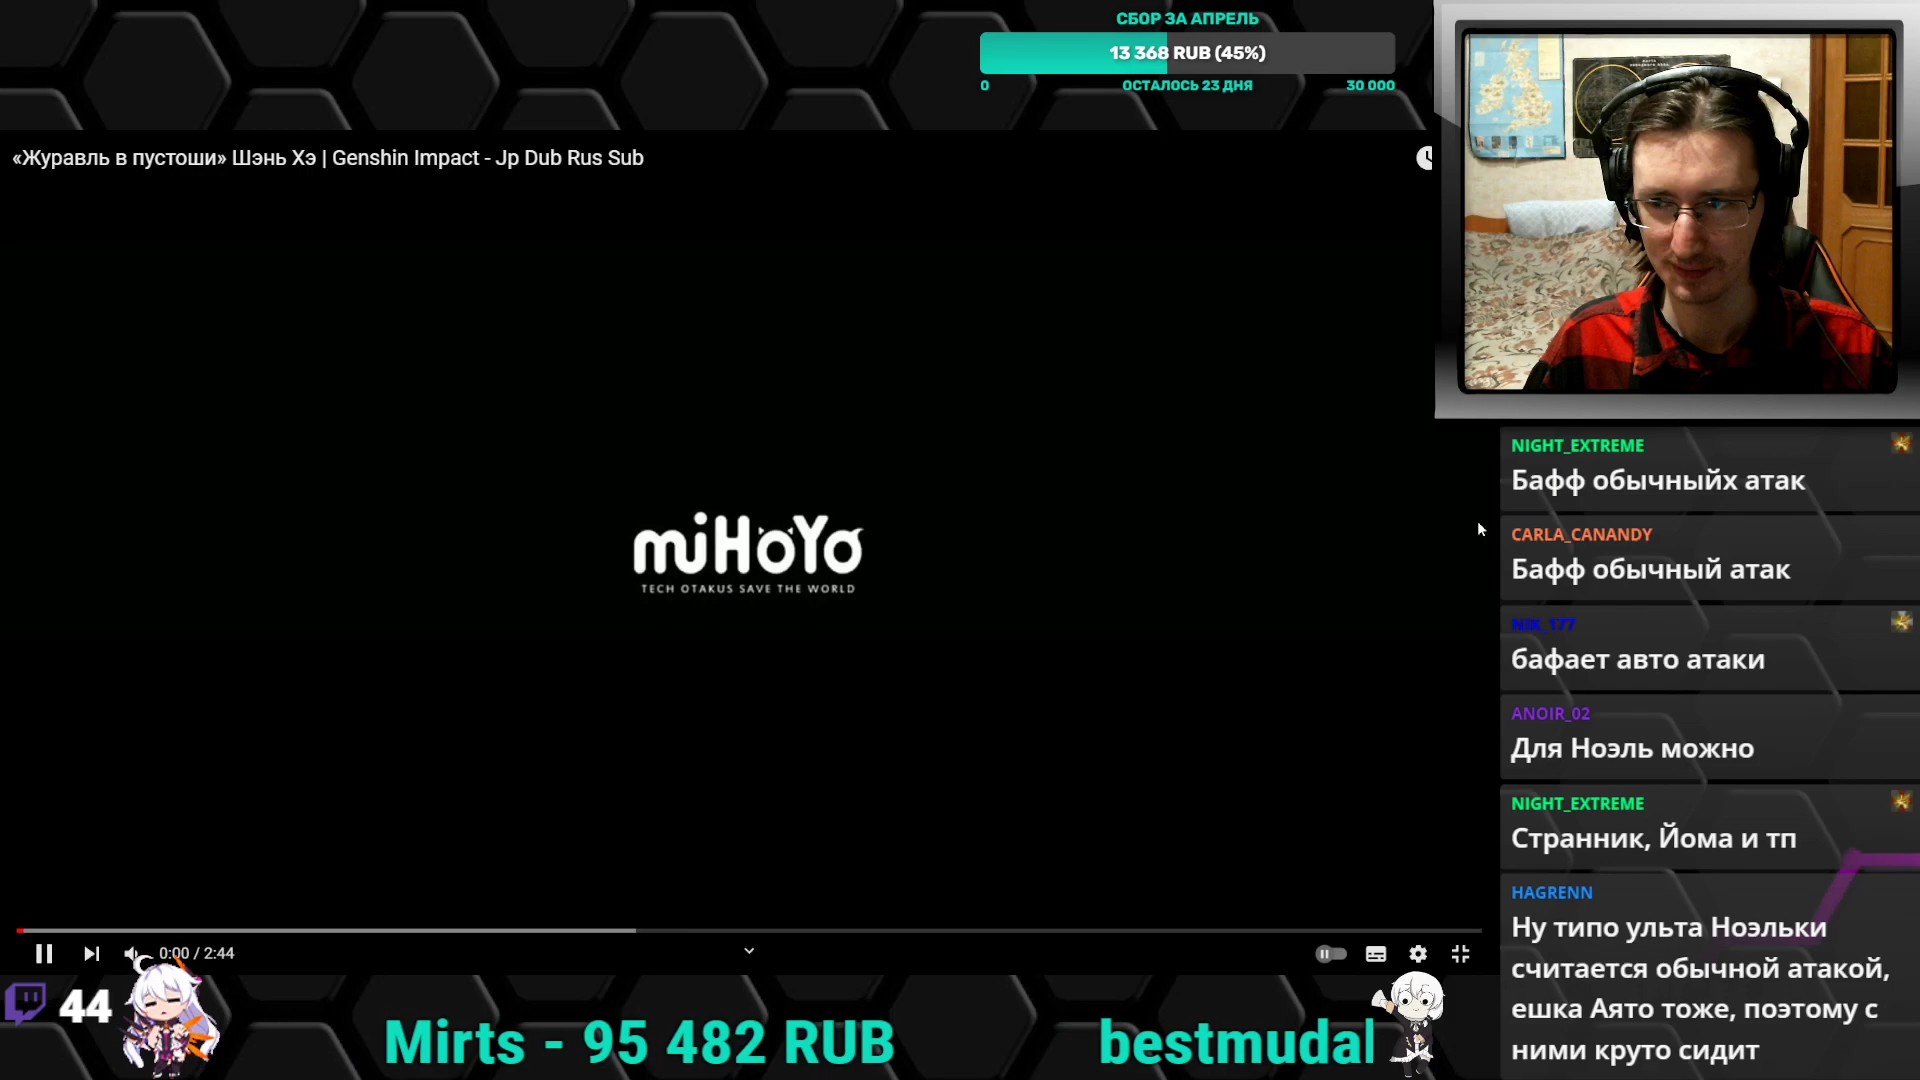 СБОР ЗА АПРЕЛЬ
13 368 RUB (45%)
0
ОСТАЛОСЬ 23 ДНЯ
30 000
«Журавль в пустоши» Шэнь Хэ | Genshin Impact - Jp Dub Rus Sub
miHoYo
TECH OTAKUS SAVE THE WORLD
NIGHT_EXTREME
Бафф обычныйх атак
CARLA_CANANDY
Бафф обычный атак
NIK_177
бафает авто атаки
ANOIR_02
Для Ноэль можно
NIGHT_EXTREME
Странник, Йома и тп
HAGRENN
Ну типо ульта Ноэльки
считается обычной атакой,
ешка Аято тоже, поэтому с
ними круто сидит
0:00 / 2:44
44
Mirts - 95 482 RUB
bestmudal